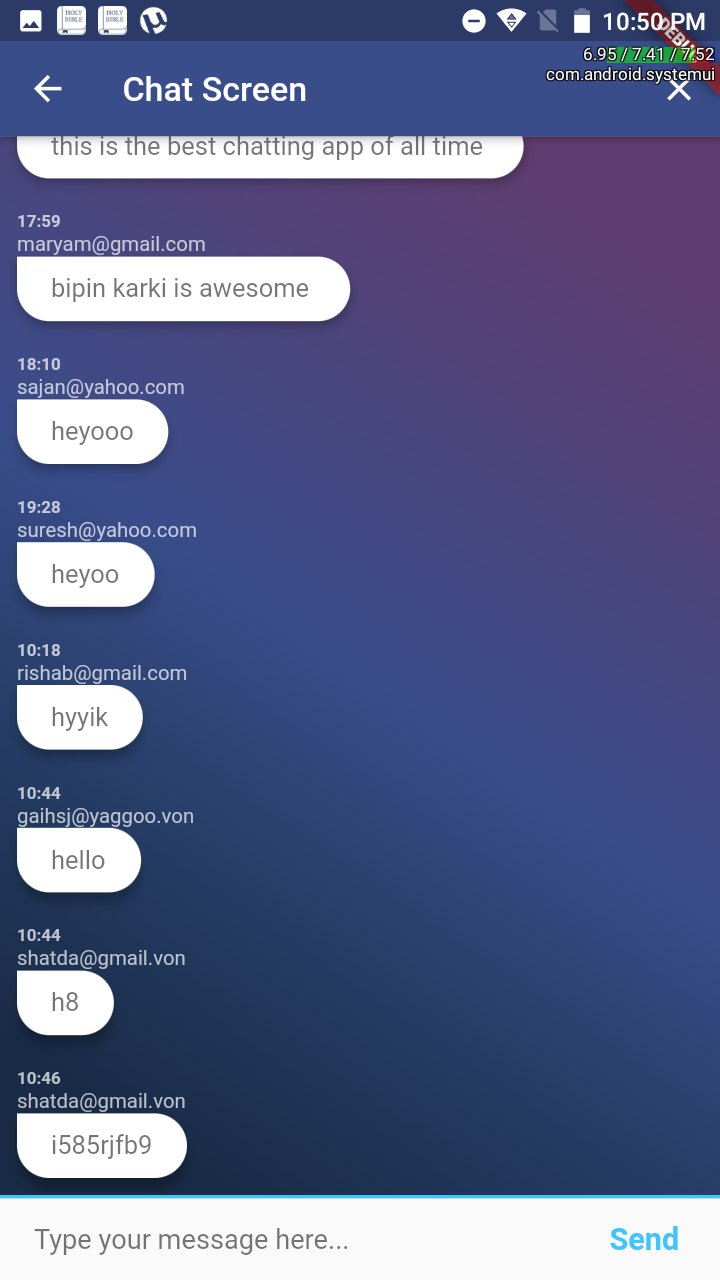 HOLY
BIBLE
HOLY
BIBLE
10:50 PM
DEBUG
6.95 / 7.41 / 7.52
com.android.systemui
Chat Screen
this is the best chatting app of all time
17:59
maryam@gmail.com
bipin karki is awesome
18:10
sajan@yahoo.com
heyooo
19:28
suresh@yahoo.com
heyoo
10:18
rishab@gmail.com
hyyik
10:44
gaihsj@yaggoo.von
hello
10:44
shatda@gmail.von
h8
10:46
shatda@gmail.von
i585rjfb9
Type your message here...
Send